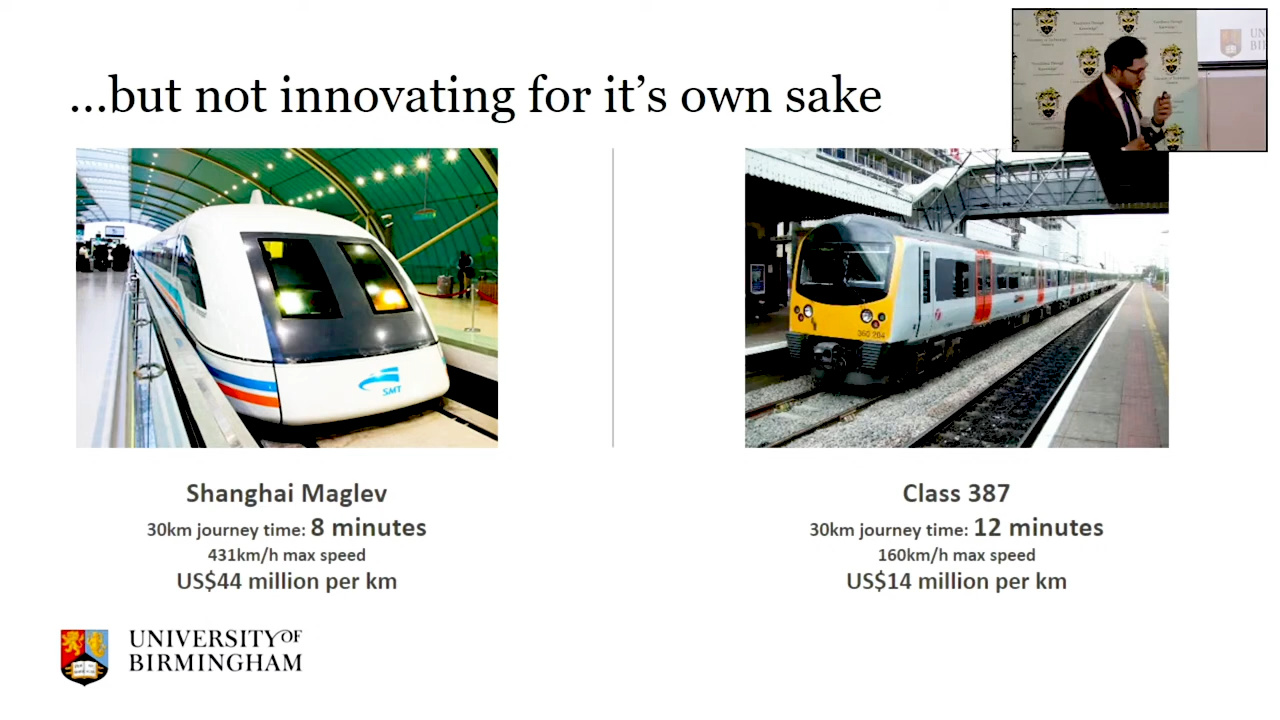 ...but not innovating for it's own sake
SMT
360 204
Shanghai Maglev
30km journey time: 8 minutes
431km/h max speed
US$44 million per km
Class 387
30km journey time: 12 minutes
160km/h max speed
US$14 million per km
UNIVERSITY OF
BIRMINGHAM